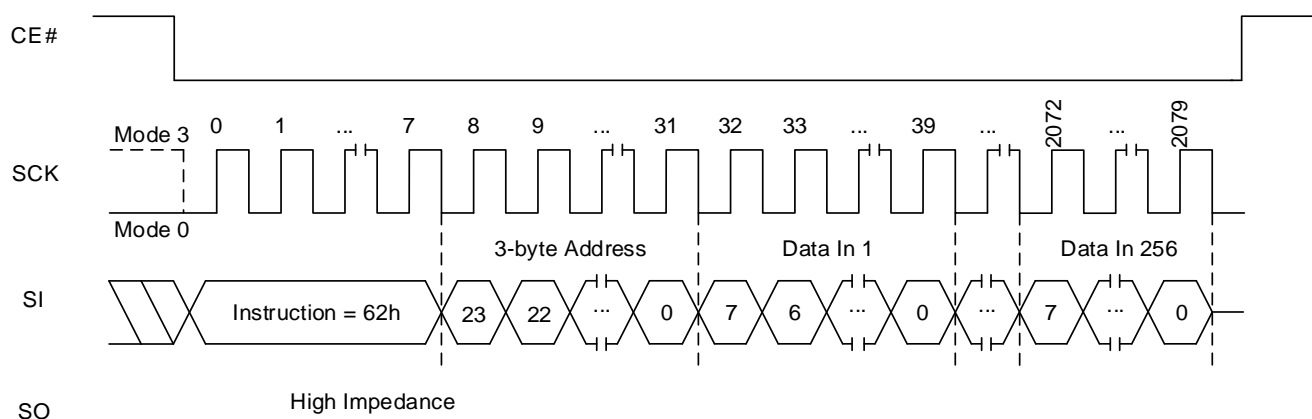 CE#
0 1 ... 7 8 9 ... 31 32 33 ... 39 ... 2072 ... 2079
Mode 3
SCK
Mode 0
3-byte Address Data In 1 Data In 256
SI Instruction = 62h 23 22 ... 0 7 6 ... 0 ... 7 ... 0
High Impedance
SO